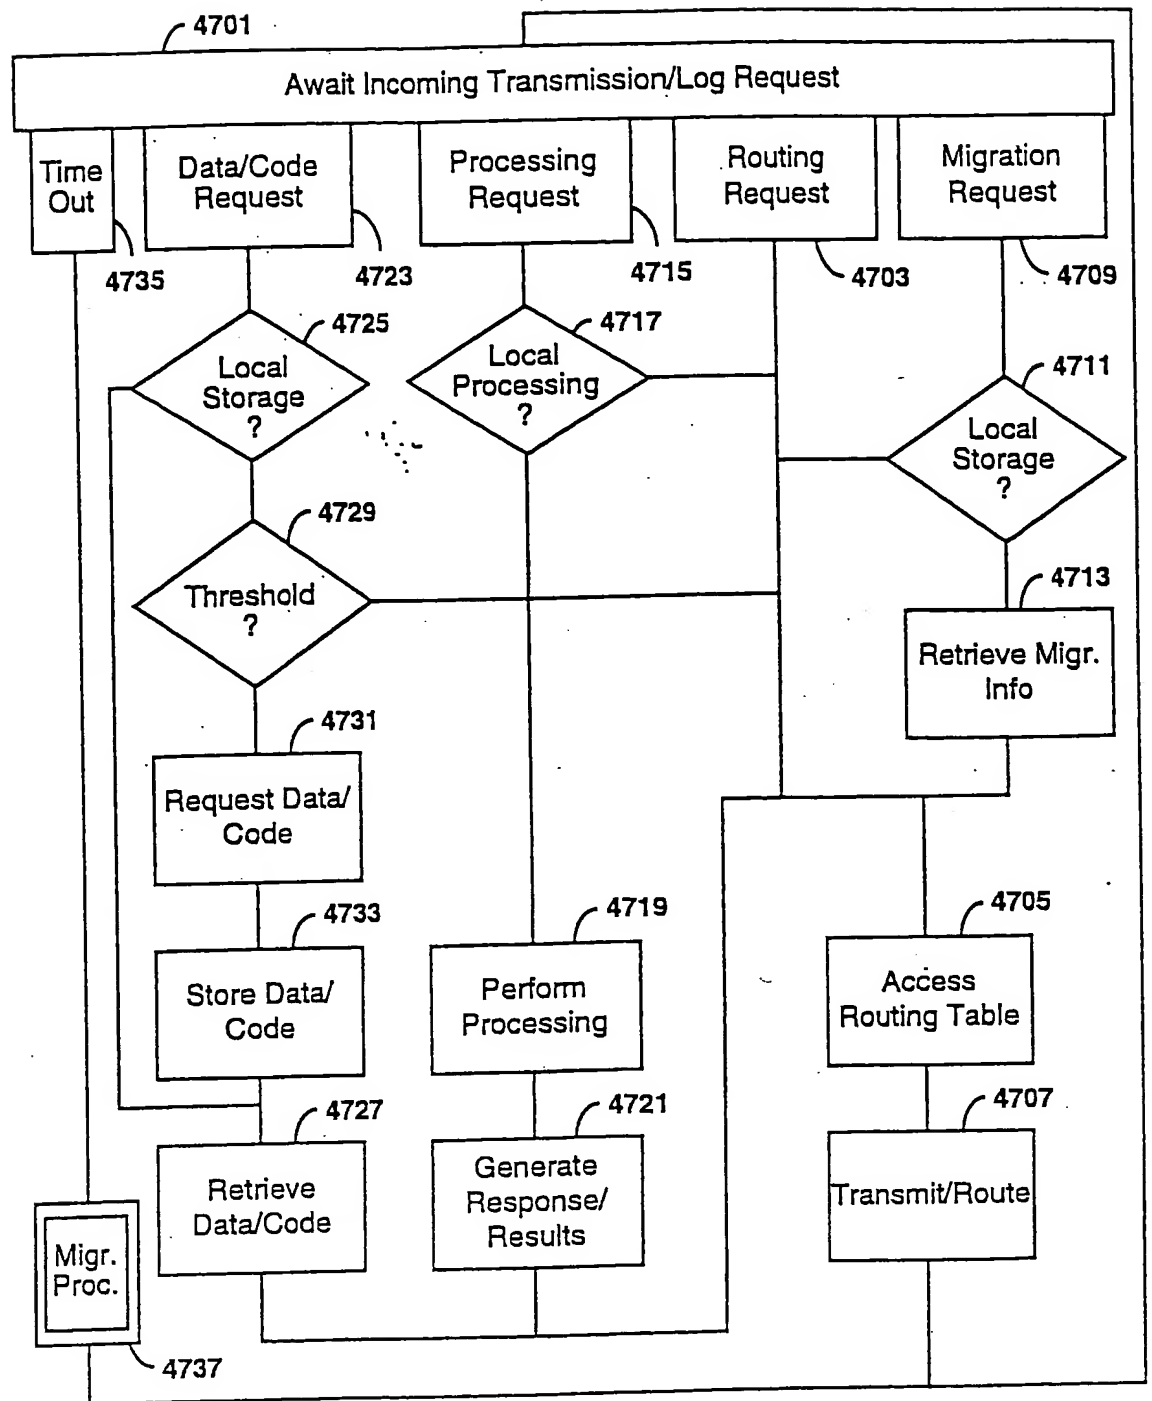 4701
Await Incoming Transmission/Log Request
Time
Out
4735
Data/Code
Request
4723
Processing
Request
4715
Routing
Request
4703
Migration
Request
4709
4725
Local
Storage
?
4717
Local
Processing
?
4711
Local
Storage
?
4729
Threshold
?
4713
Retrieve Migr.
Info
4731
Request Data/
Code
4733
Store Data/
Code
4719
Perform
Processing
4705
Access
Routing Table
4727
Retrieve
Data/Code
4721
Generate
Response/
Results
4707
Transmit/Route
Migr.
Proc.
4737